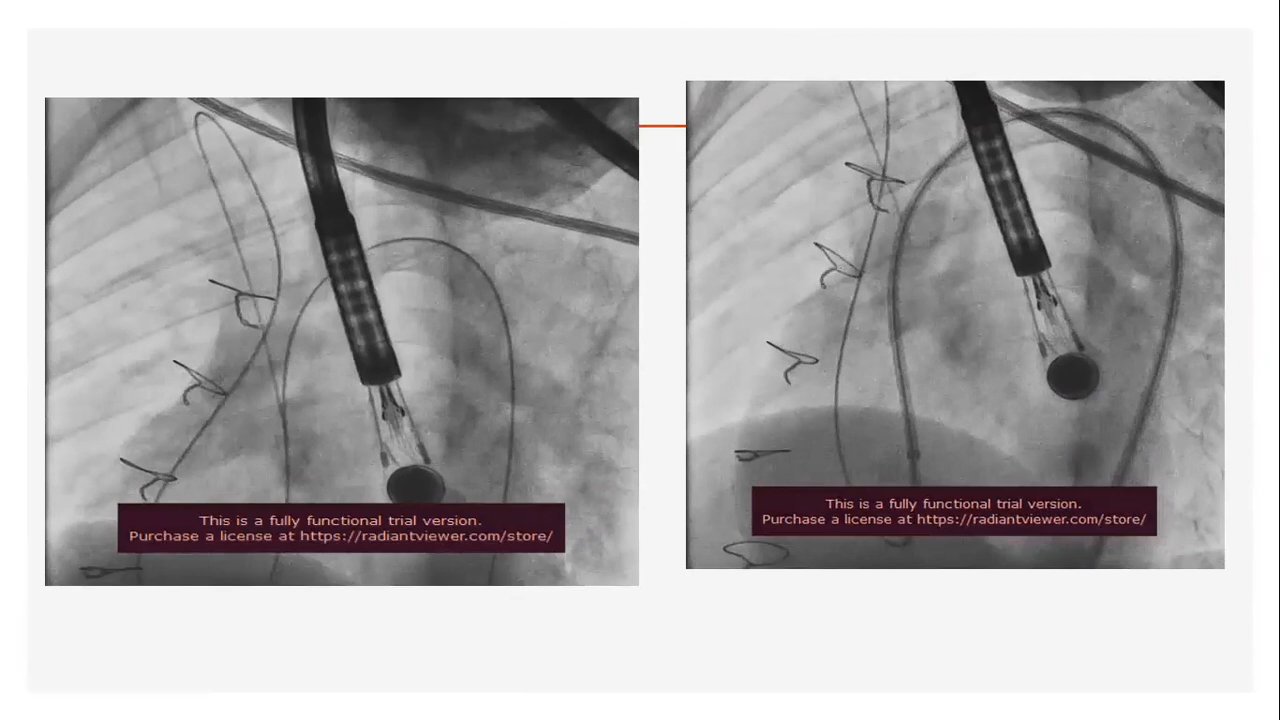 This is a fully functional trial version.
Purchase a license at https://radiantviewer.com/store/
This is a fully functional trial version.
Purchase a license at https://radiantviewer.com/store/